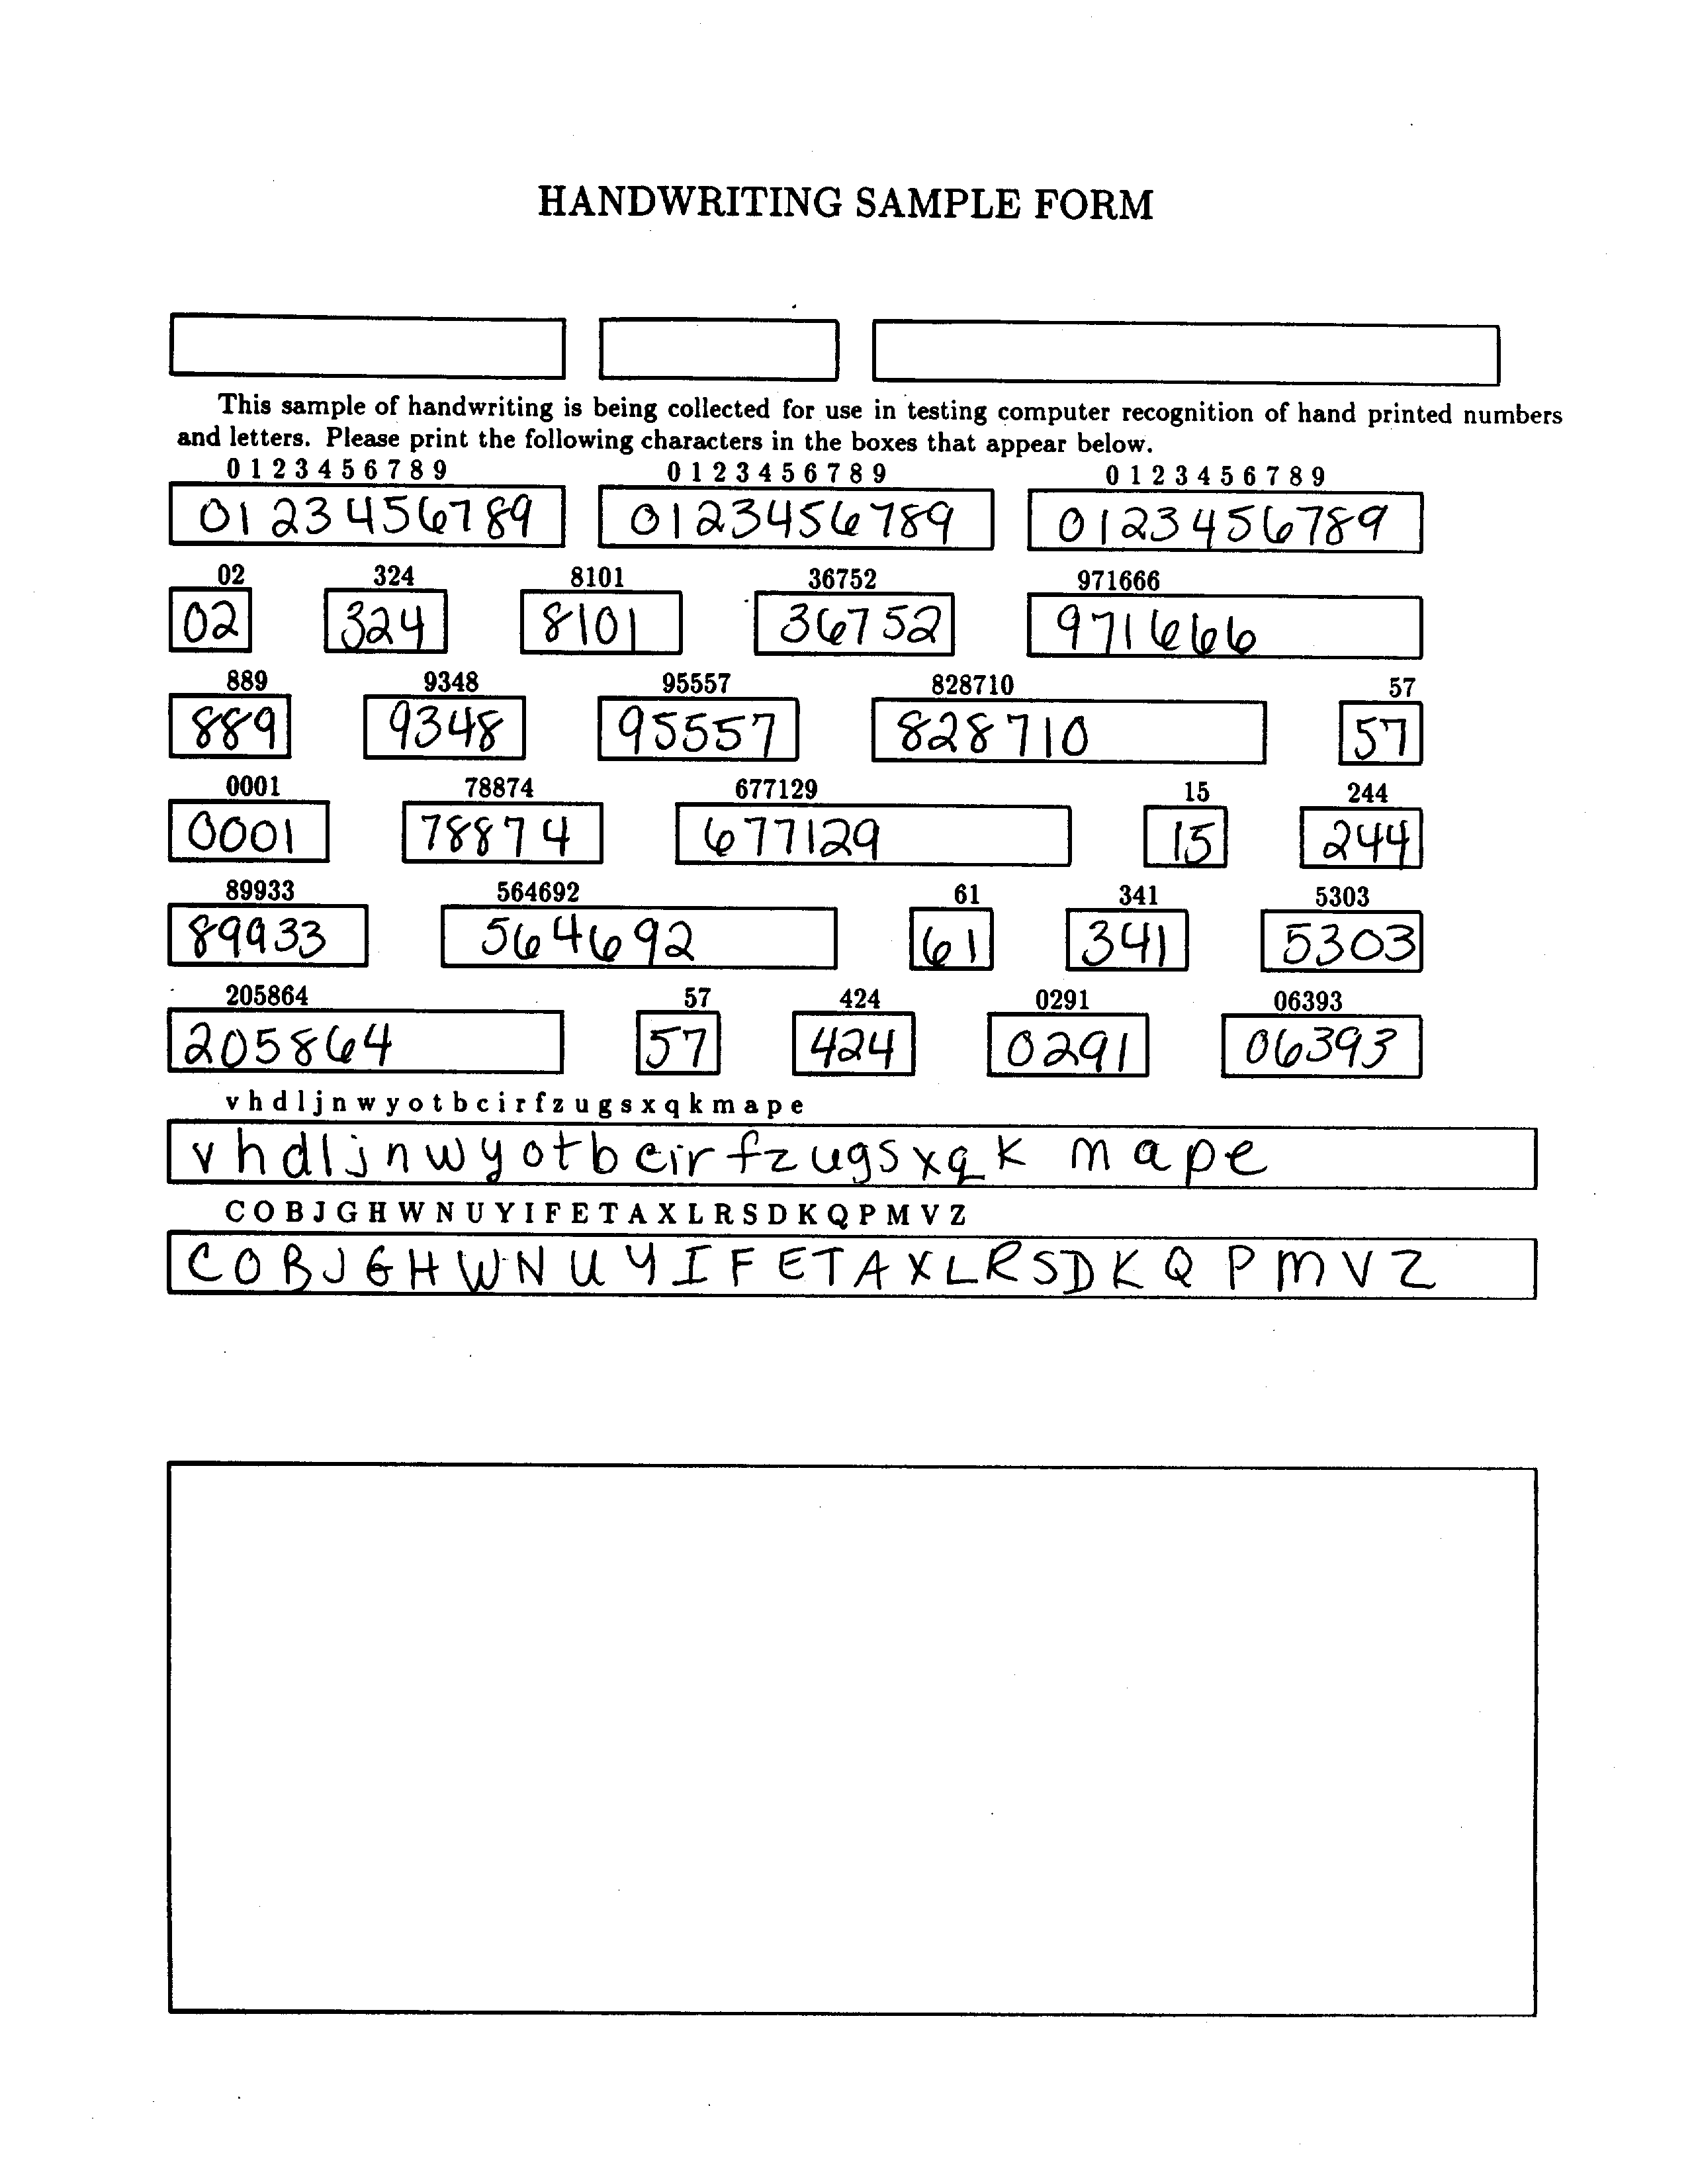 HANDWRITING SAMPLE FORM
This sample of handwriting is being collected for use in testing computer recognition of hand printed numbers
and letters. Please print the following characters in the boxes that appear below.
0 1 2 3 4 5 6 7 8 9 0 1 2 3 4 5 6 7 8 9 0 1 2 3 4 5 6 7 8 9
0123456789 0123456789 0123456789
02 324 8101 36752 971666
02 324 8101 36752 971666
889 9348 95557 828710 57
889 9348 95557 828710 57
0001 78874 677129 15 244
0001 78874 677129 15 244
89933 564692 61 341 5303
89933 564692 61 341 5303
205864 57 424 0291 06393
205864 57 424 0291 06393
v h d l j n w y o t b c i r f z u g s x q k m a p e
v h d l j n w y o t b c i r f z u g s x q k m a p e
C O B J G H W N U Y I F E T A X L R S D K Q P M V Z
C O B J G H W N U Y I F E T A X L R S D K Q P M V Z